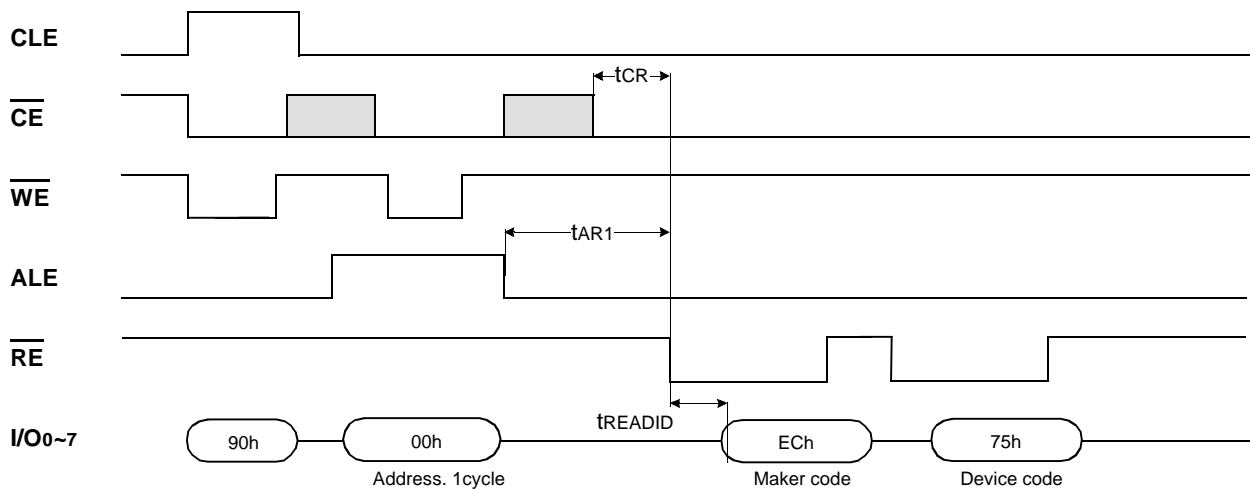 CLE
tCR
CE
WE
tAR1
ALE
RE
tREADID
I/O0~7
90h
00h
ECh
75h
Address. 1cycle
Maker code
Device code